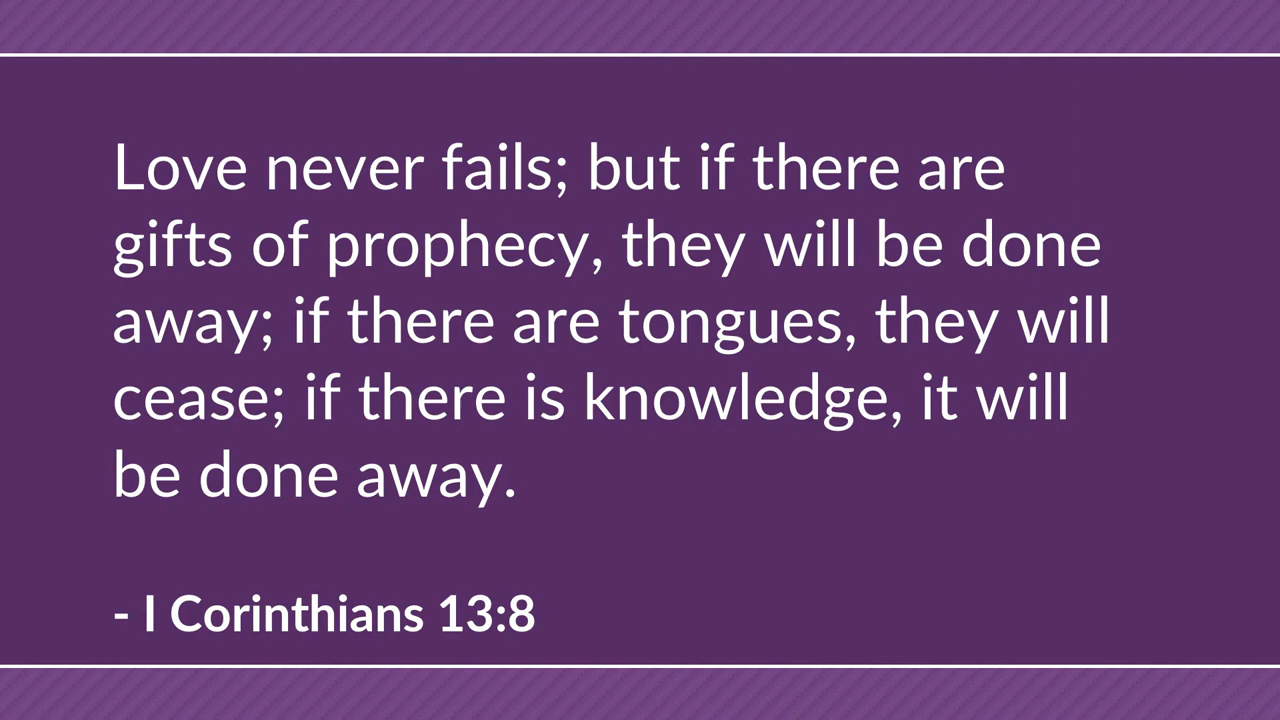 Love never fails; but if there are
gifts of prophecy, they will be done
away; if there are tongues, they will
cease; if there is knowledge, it will
be done away.
- I Corinthians 13:8